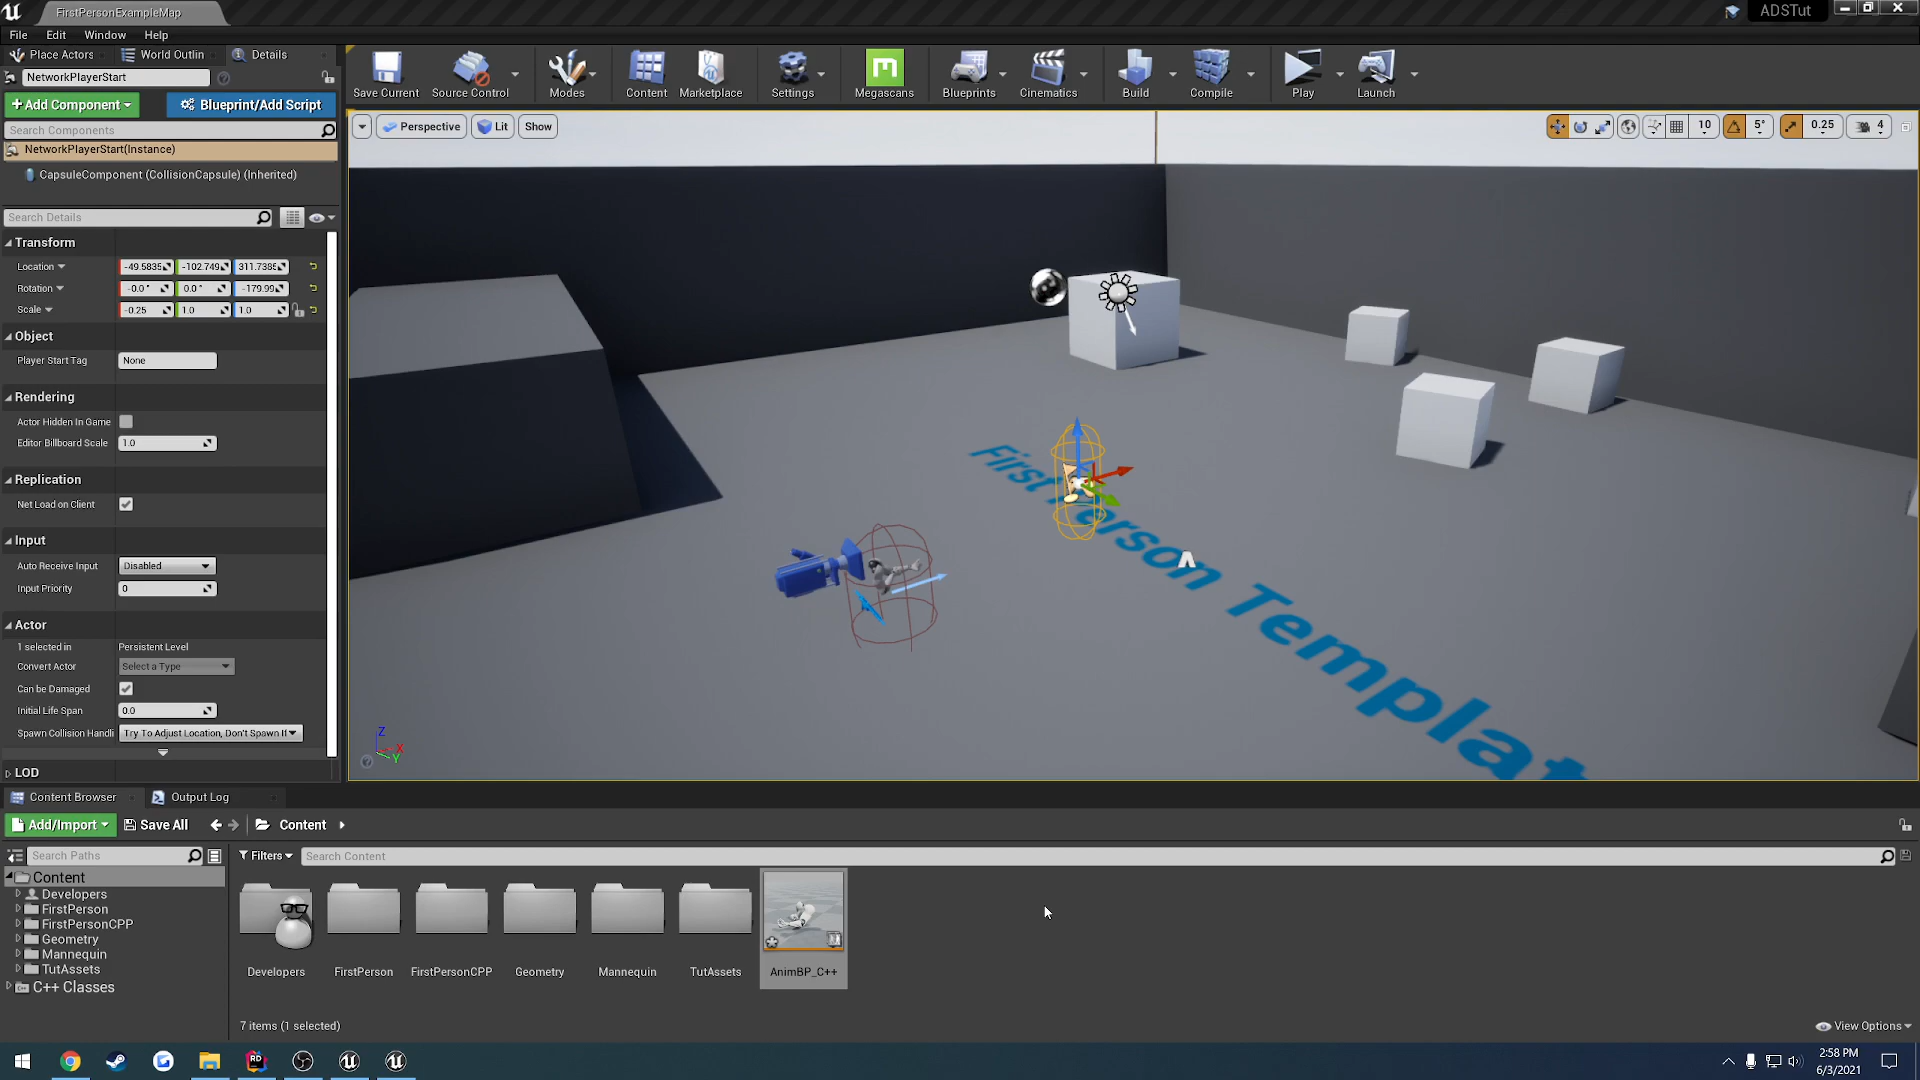 FirstPersonExampleMap
ADSTut
File Edit Window Help
Place Actors World Outlin Details
NetworkPlayerStart
+Add Component Blueprint/Add Script
Search Components
NetworkPlayerStart(Instance)
CapsuleComponent (CollisionCapsule) (Inherited)
Search Details
Transform
Location -49.5835 -102.749 311.7385
Rotation -0.0° 0.0° -179.99
Scale -0.25 1.0 1.0
Object
Player Start Tag None
Rendering
Actor Hidden In Game
Editor Billboard Scale 1.0
Replication
Net Load on Client
Input
Auto Receive Input Disabled
Input Priority 0
Actor
1 selected in Persistent Level
Convert Actor Select a Type
Can be Damaged
Initial Life Span 0.0
Spawn Collision Handli Try To Adjust Location, Don't Spawn If
LOD
Save Current Source Control Modes Content Marketplace Settings Megascans Blueprints Cinematics Build Compile Play Launch
Perspective Lit Show
10 5° 0.25 4
First Person Templat
Z
X
Y
Content Browser Output Log
Add/Import Save All Content
Search Paths Filters Search Content
Content
Developers
FirstPerson
FirstPersonCPP
Geometry
Mannequin
TutAssets
C++ Classes
Developers FirstPerson FirstPersonCPP Geometry Mannequin TutAssets AnimBP_C++
7 items (1 selected) View Options
RD
2:58 PM
6/3/2021